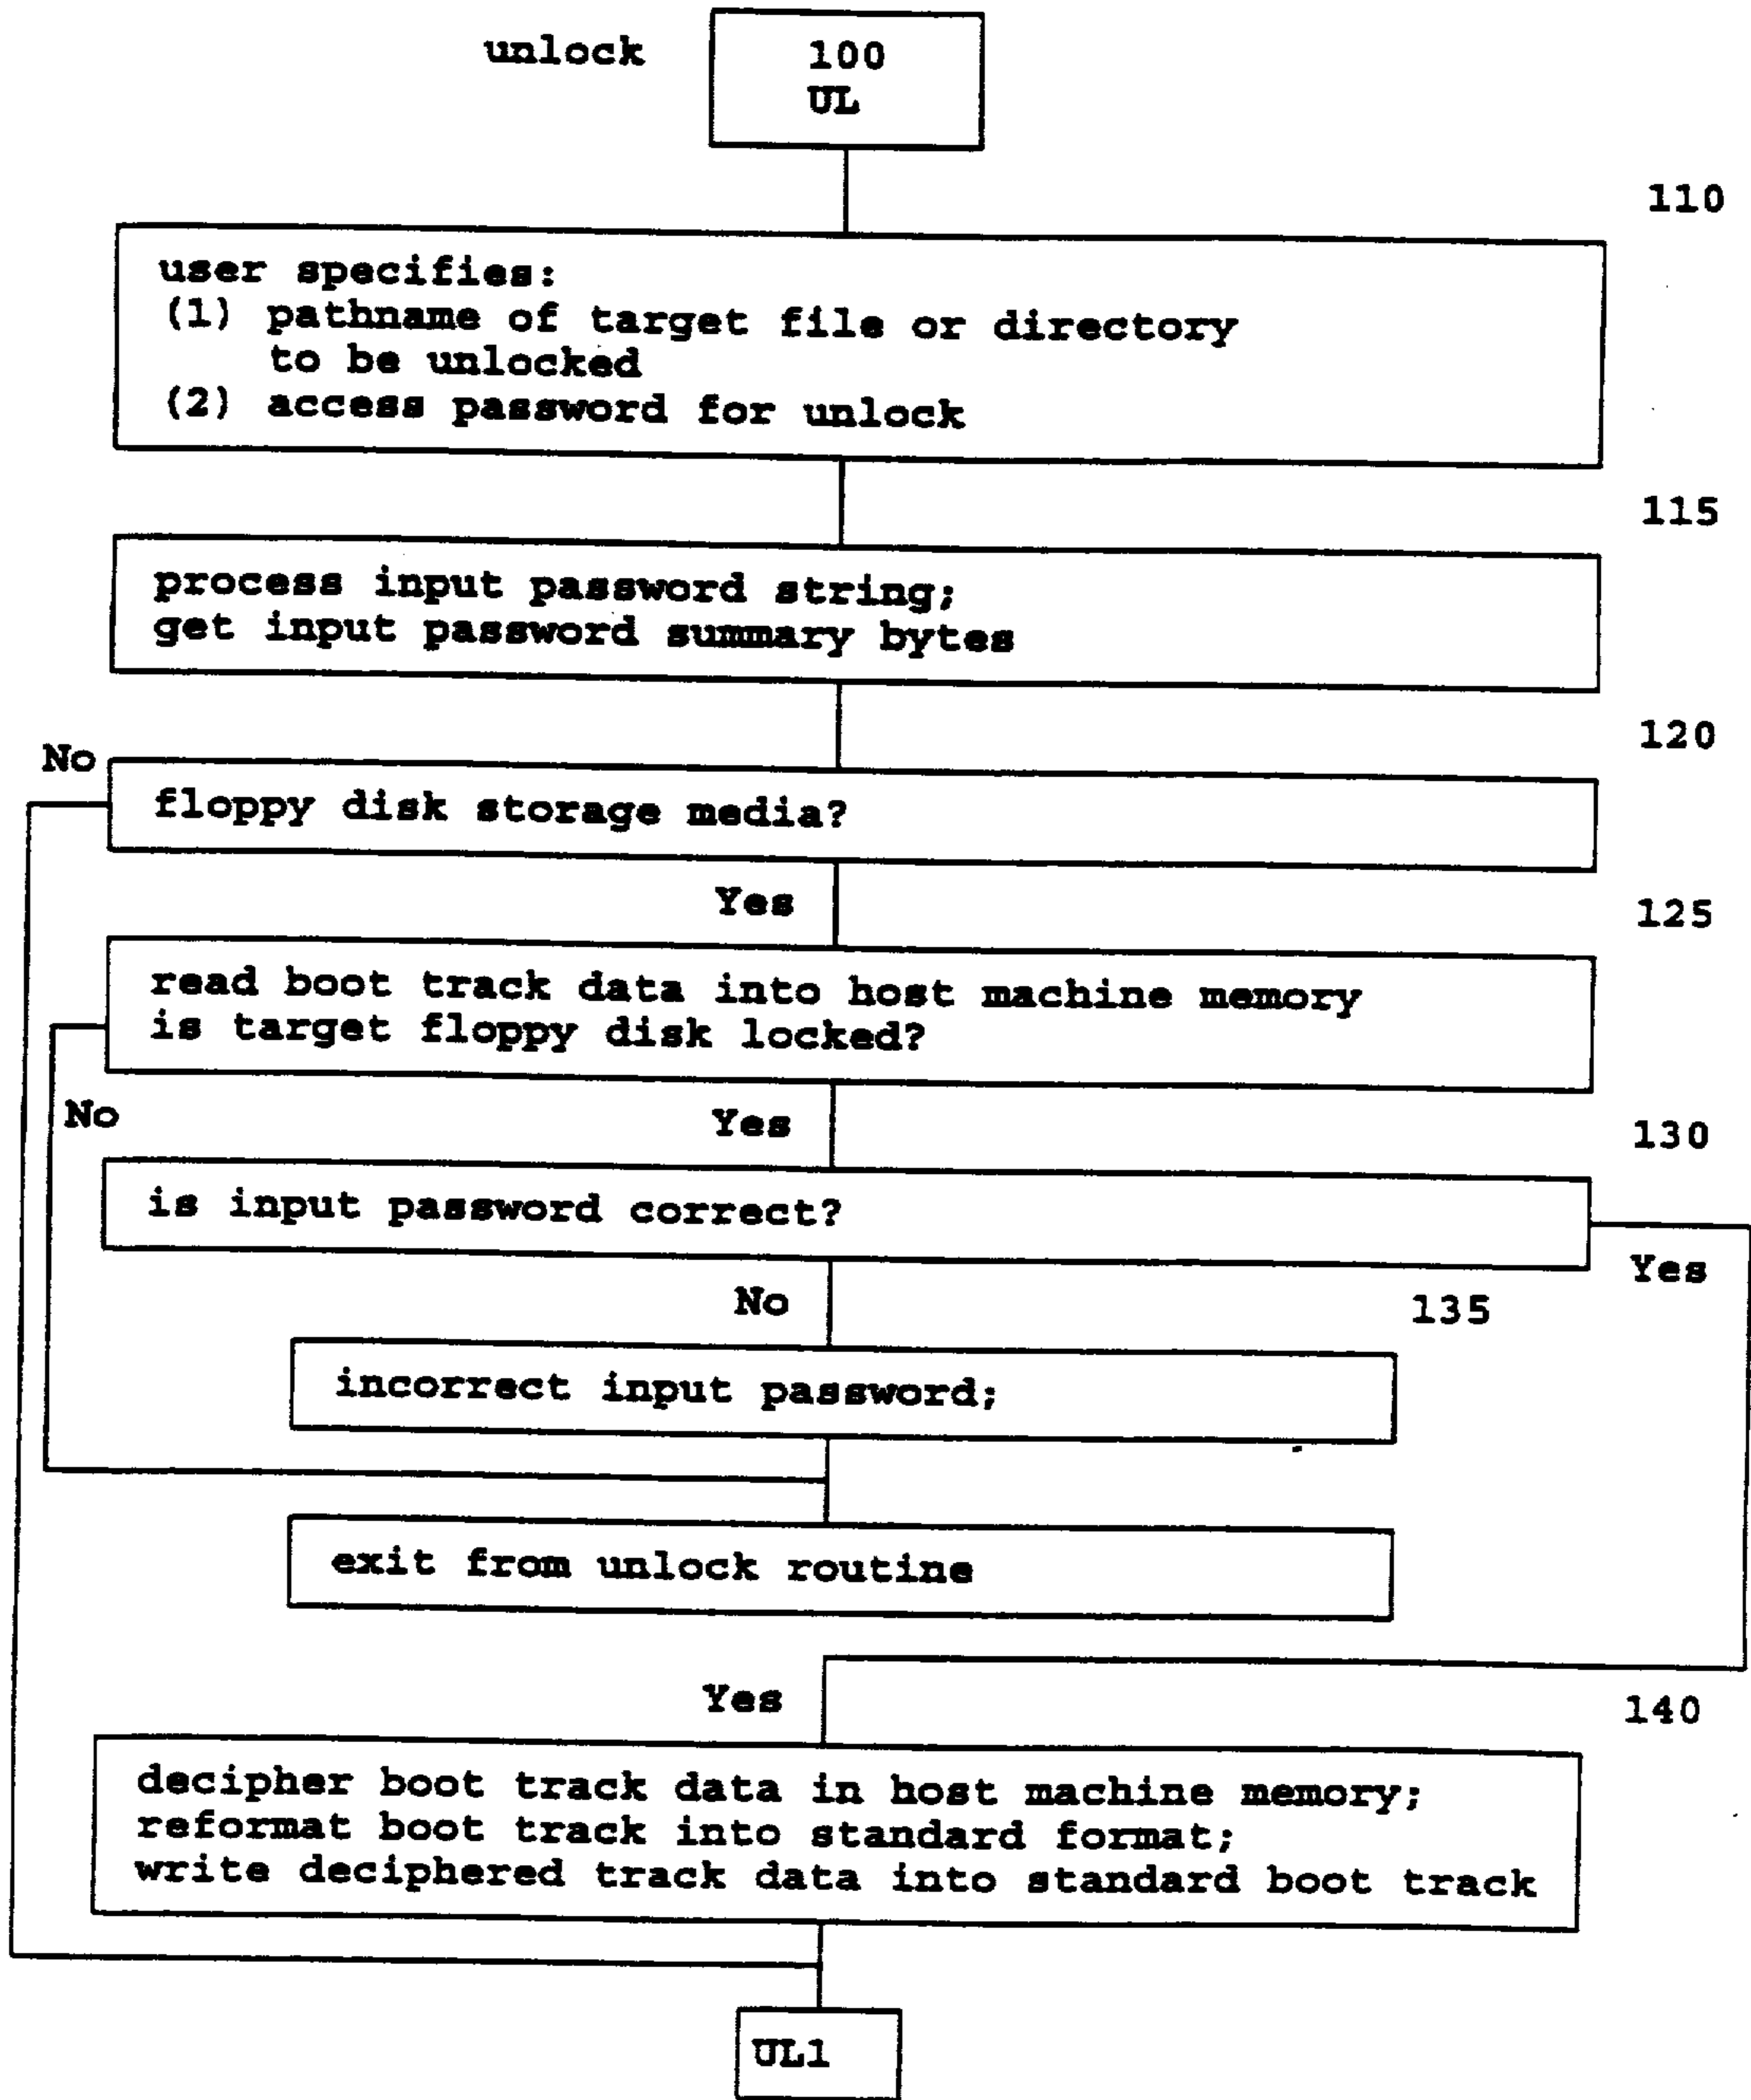 unlock
100
UL
110
user specifies:
(1) pathname of target file or directory
to be unlocked
(2) access password for unlock
115
process input password string;
get input password summary bytes
120
No
floppy disk storage media?
Yes
125
read boot track data into host machine memory
is target floppy disk locked?
No
Yes
130
is input password correct?
Yes
No
135
incorrect input password;
exit from unlock routine
Yes
140
decipher boot track data in host machine memory;
reformat boot track into standard format;
write deciphered track data into standard boot track
UL1